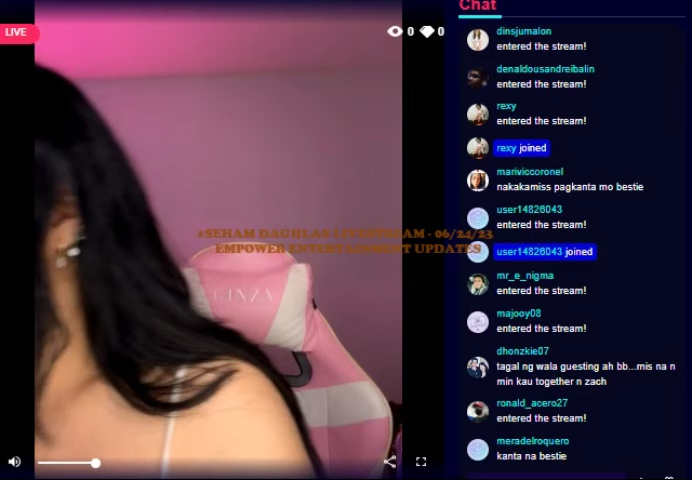 Chat
LIVE
0 0
dinsjumalon
entered the stream!
denaldousandreibalin
entered the stream!
rexy
entered the stream!
rexy joined
mariviccoronel
nakakamiss pagkanta mo bestie
user14826043
entered the stream!
#SEHAM DAGHLAS LIVESTREAM - 06/24/23
EMPOWER ENTERTAINMENT UPDATES
user14826043 joined
mr_e_nigma
entered the stream!
GINZA
majooy08
entered the stream!
dhonzkie07
tagal ng wala guesting ah bb...mis na n
min kau together n zach
ronald_acero27
entered the stream!
meradelroquero
kanta na bestie